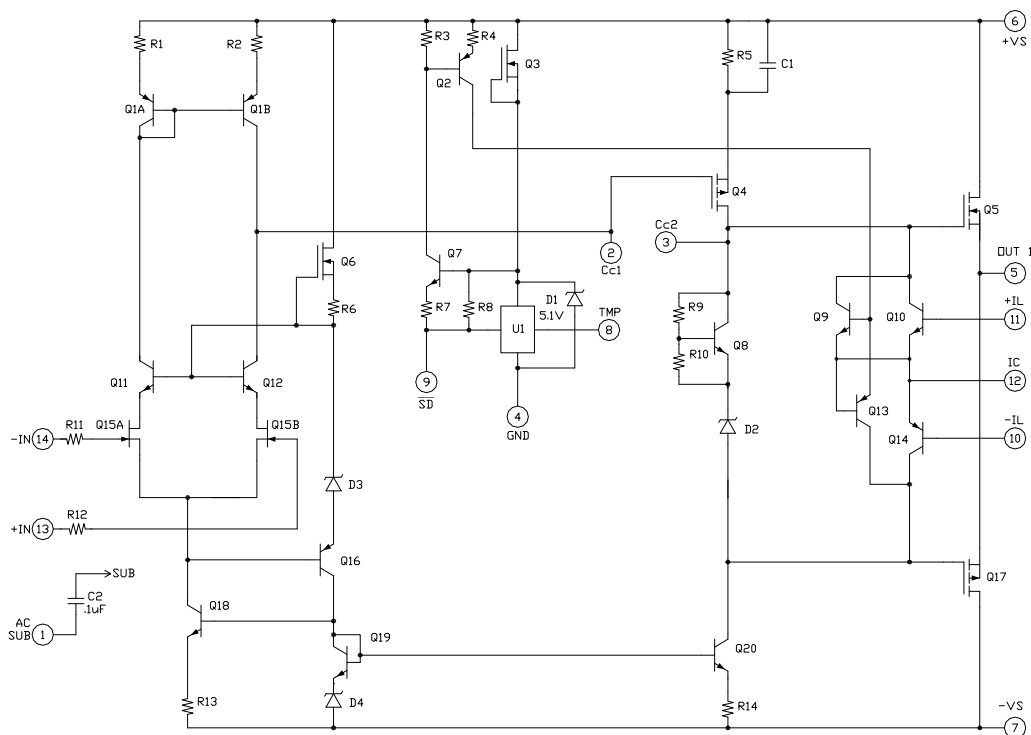 R1
R2
R3
R4
Q3
6
+VS
Q2
R5
C1
Q1A
Q1B
Q4
Q5
Cc2
3
2
Cc1
OUT 1
5
Q6
Q7
R6
R7
R8
D1
5.1V
U1
TMP
8
R9
R10
Q8
Q9
Q10
+IL
11
IC
12
9
SD
4
GND
Q11
Q12
Q13
-IL
10
Q14
R11
Q15A
Q15B
-IN 14
D2
D3
R12
+IN 13
Q16
Q17
SUB
C2
.1uF
AC
SUB 1
Q18
Q19
Q20
R13
D4
R14
-VS
7